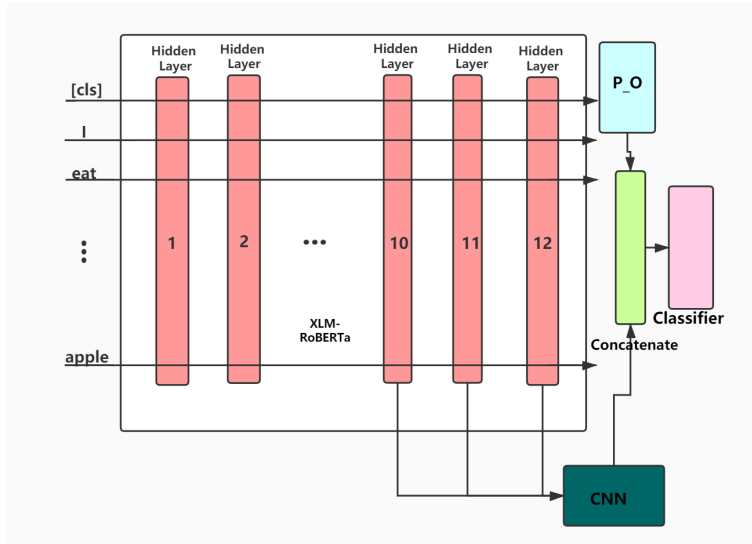 Hidden
Layer
Hidden
Layer
Hidden
Layer
Hidden
Layer
Hidden
Layer
[cls]
P_O
I
eat
1
2
...
10
11
12
XLM-
RoBERTa
Classifier
Concatenate
apple
CNN